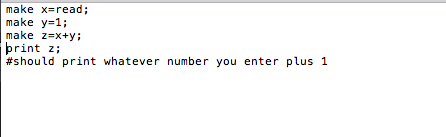 make x=read;
make y=1;
make z=x+y;
print z;
#should print whatever number you enter plus 1